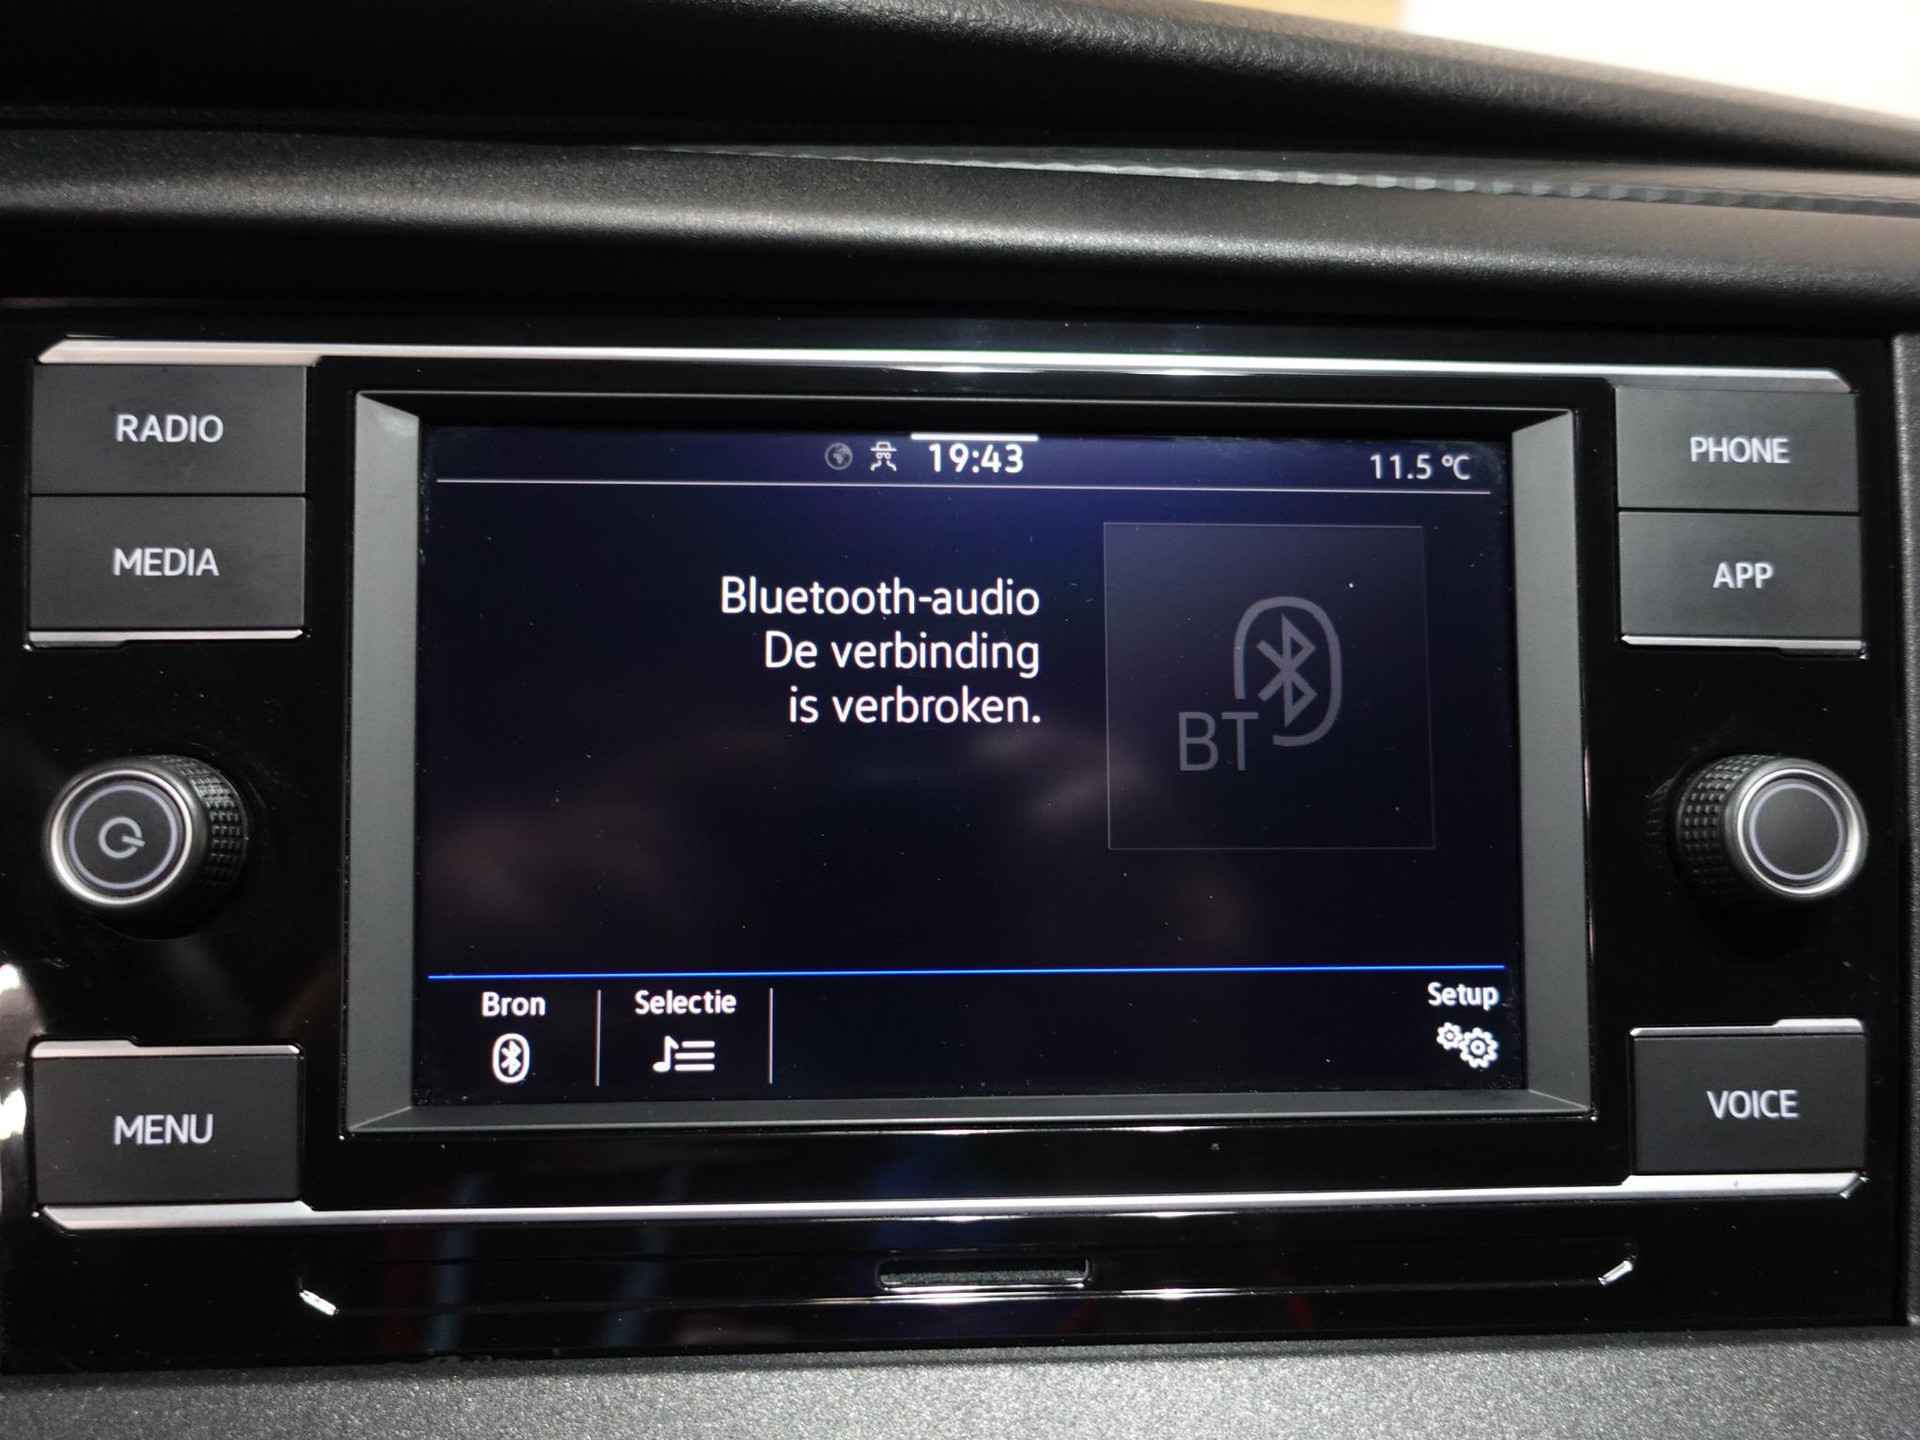 RADIO
MEDIA
MENU
19:43
11.5 °C
Bluetooth-audio
De verbinding
is verbroken.
BT
Bron
Selectie
Setup
PHONE
APP
VOICE